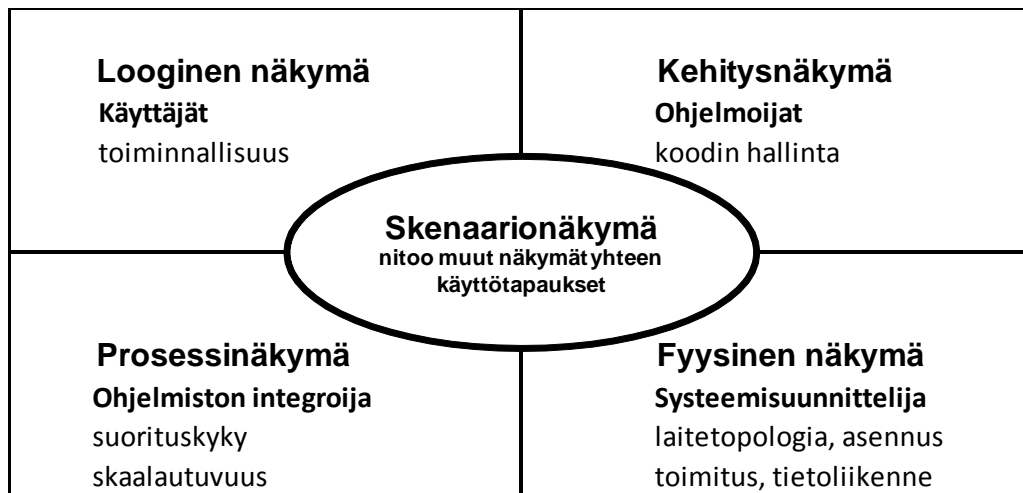 Looginen näkymä
Käyttäjät
toiminnallisuus
Kehitysnäkymä
Ohjelmoijat
koodin hallinta
Skenaarionäkymä
nitoo muut näkymät yhteen
käyttötapaukset
Prosessinäkymä
Ohjelmiston integroija
suorituskyky
skaalautuvuus
Fyysinen näkymä
Systeemisuunnittelija
laitetopologia, asennus
toimitus, tietoliikenne